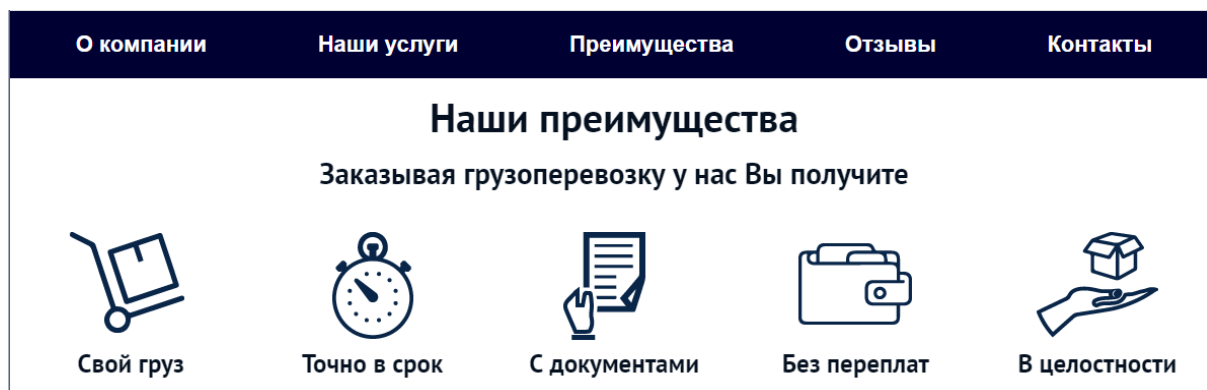 О компании Наши услуги Преимущества Отзывы Контакты
Наши преимущества
Заказывая грузоперевозку у нас Вы получите
Свой груз Точно в срок С документами Без переплат В целостности